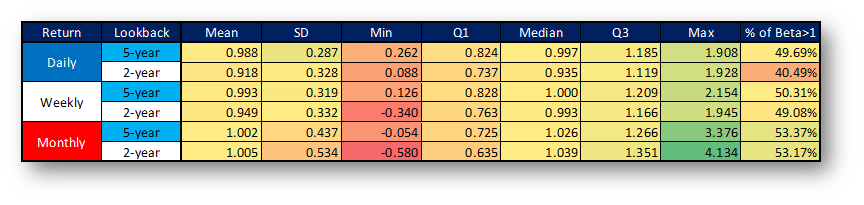 Return Lookback Mean SD Min Q1 Median Q3 Max % of Beta>1
Daily 5-year 0.988 0.287 0.262 0.824 0.997 1.185 1.908 49.69%
2-year 0.918 0.328 0.088 0.737 0.935 1.119 1.928 40.49%
Weekly 5-year 0.993 0.319 0.126 0.828 1.000 1.209 2.154 50.31%
2-year 0.949 0.332 -0.340 0.763 0.993 1.166 1.945 49.08%
Monthly 5-year 1.002 0.437 -0.054 0.725 1.026 1.266 3.376 53.37%
2-year 1.005 0.534 -0.580 0.635 1.039 1.351 4.134 53.17%